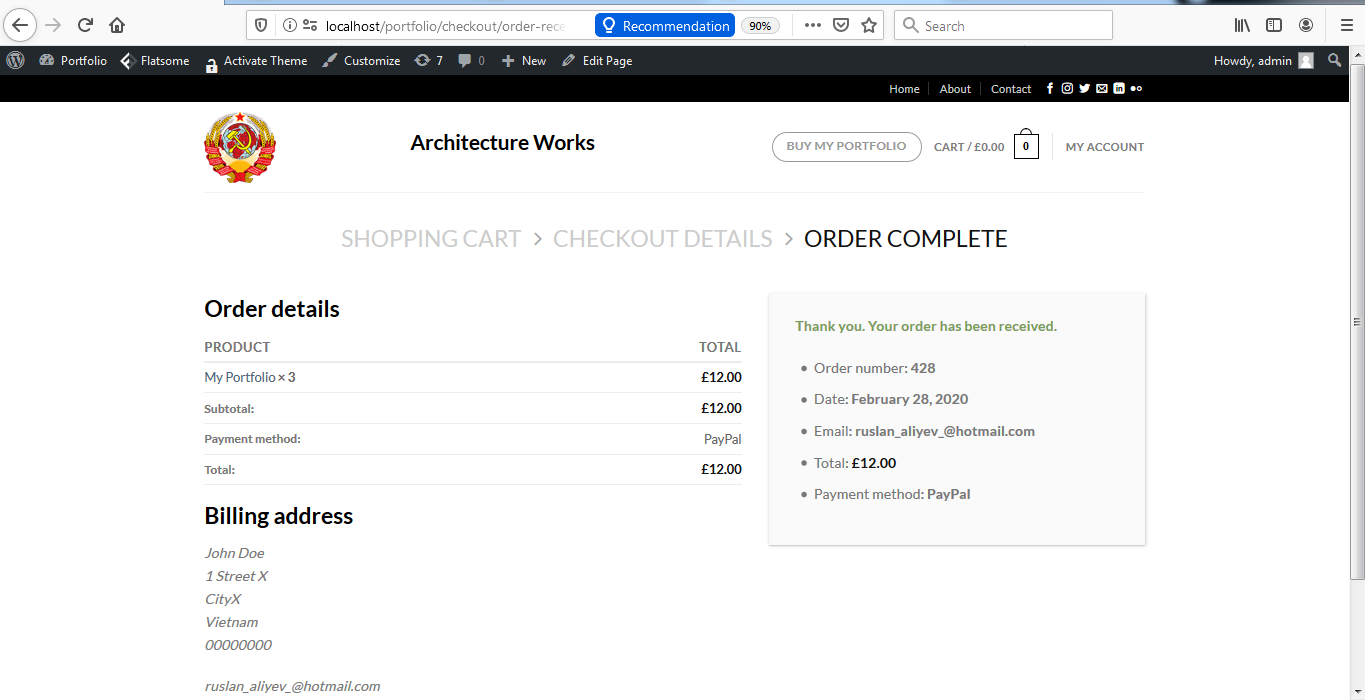 localhost/portfolio/checkout/order-rece
Recommendation
90%
Search
Portfolio
Flatsome
Activate Theme
Customize
7
0
New
Edit Page
Howdy, admin
Home
About
Contact
Architecture Works
BUY MY PORTFOLIO
CART / £0.00
0
MY ACCOUNT
SHOPPING CART > CHECKOUT DETAILS > ORDER COMPLETE
Order details
PRODUCT TOTAL
My Portfolio × 3 £12.00
Subtotal: £12.00
Payment method: PayPal
Total: £12.00
Thank you. Your order has been received.
• Order number: 428
• Date: February 28, 2020
• Email: ruslan_aliyev_@hotmail.com
• Total: £12.00
• Payment method: PayPal
Billing address
John Doe
1 Street X
CityX
Vietnam
00000000
ruslan_aliyev_@hotmail.com